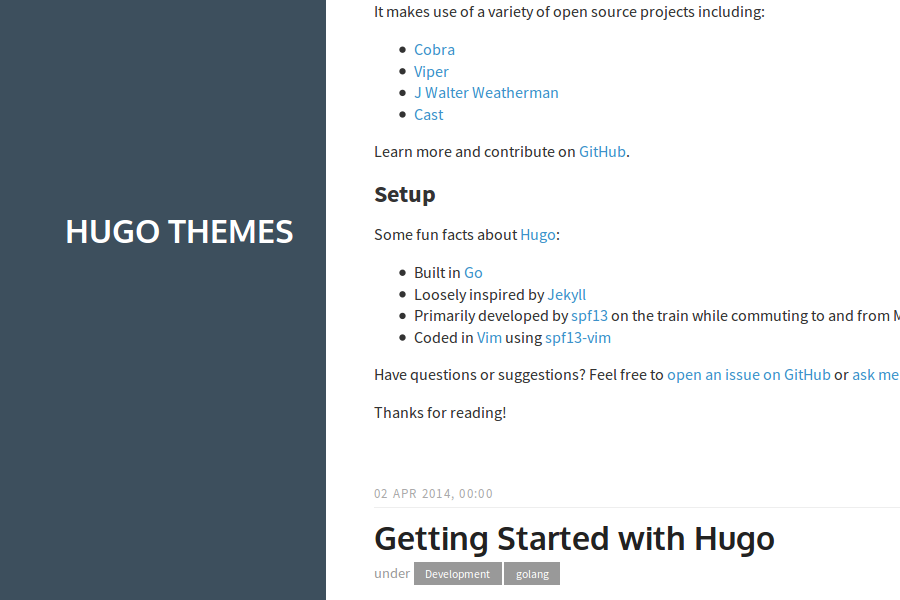 It makes use of a variety of open source projects including:
Cobra
Viper
J Walter Weatherman
Cast
Learn more and contribute on GitHub.
Setup
HUGO THEMES
Some fun facts about Hugo:
Built in Go
Loosely inspired by Jekyll
Primarily developed by spf13 on the train while commuting to and from M
Coded in Vim using spf13-vim
Have questions or suggestions? Feel free to open an issue on GitHub or ask me
Thanks for reading!
02 APR 2014, 00:00
Getting Started with Hugo
under Development golang